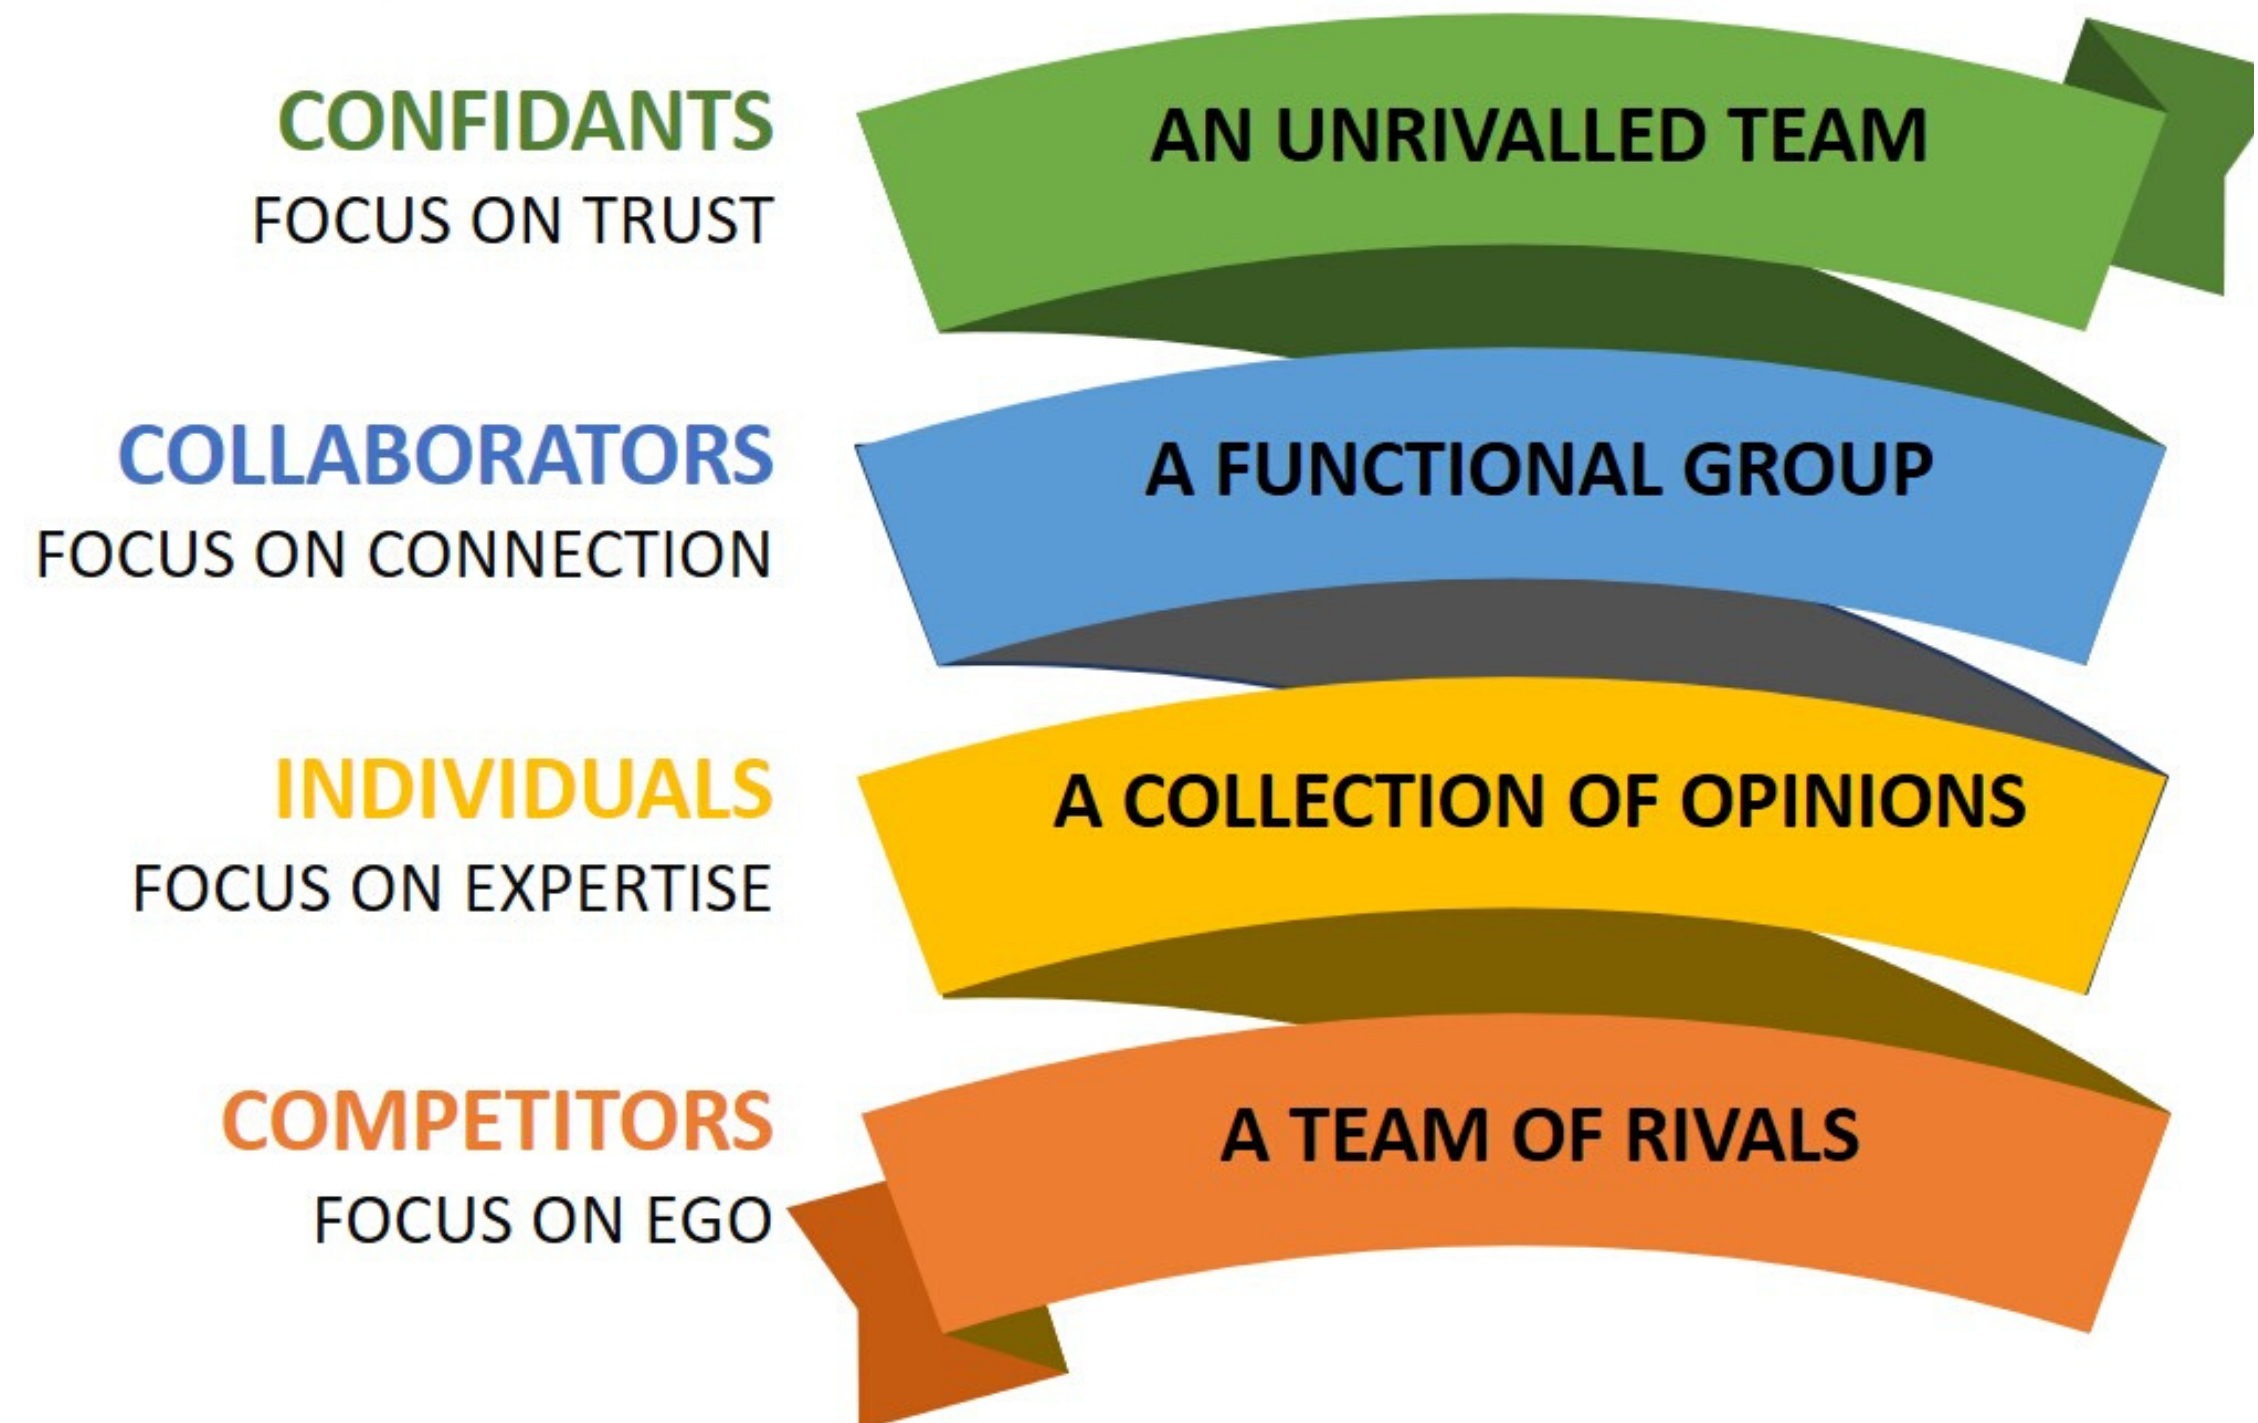 CONFIDANTS
FOCUS ON TRUST
AN UNRIVALLED TEAM
COLLABORATORS
FOCUS ON CONNECTION
A FUNCTIONAL GROUP
INDIVIDUALS
FOCUS ON EXPERTISE
A COLLECTION OF OPINIONS
COMPETITORS
FOCUS ON EGO
A TEAM OF RIVALS